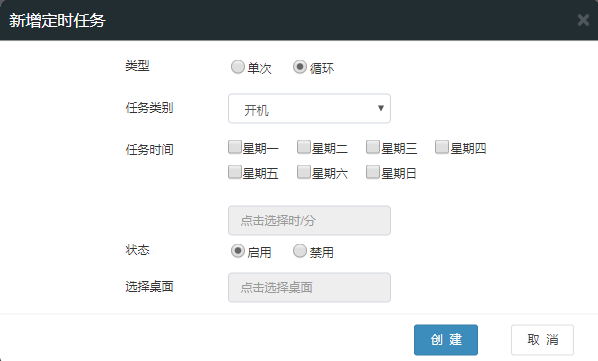 新增定时任务
类型 单次 循环
任务类别 开机
任务时间 星期一 星期二 星期三 星期四
星期五 星期六 星期日
点击选择时/分
状态 启用 禁用
选择桌面 点击选择桌面
创建 取消